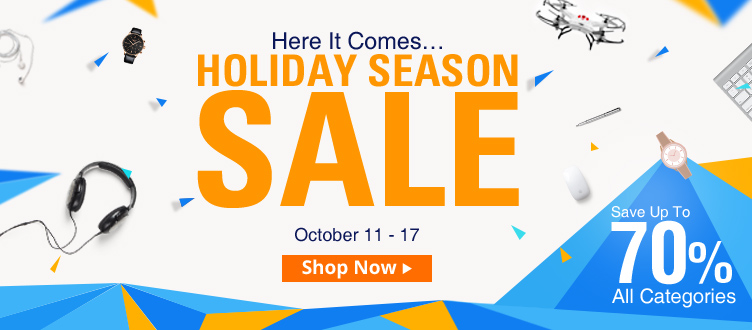 Here It Comes...
HOLIDAY SEASON
SALE
October 11 - 17
Shop Now ▸
Save Up To
70%
All Categories